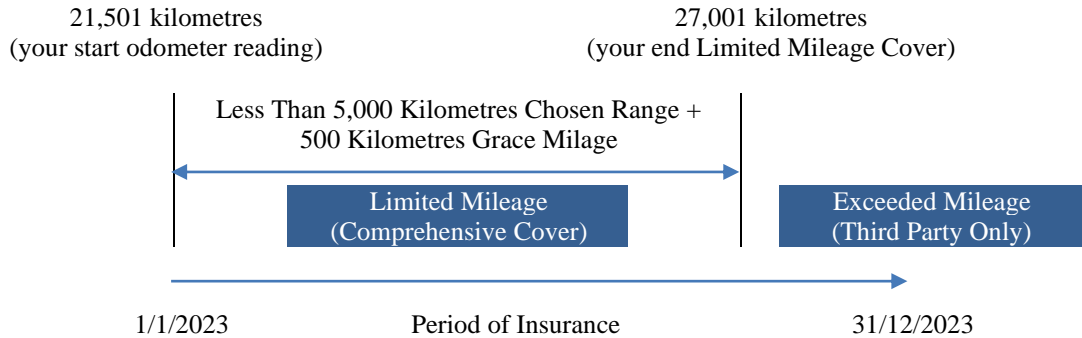 21,501 kilometres
(your start odometer reading)
27,001 kilometres
(your end Limited Mileage Cover)
Less Than 5,000 Kilometres Chosen Range +
500 Kilometres Grace Milage
Limited Mileage
(Comprehensive Cover)
Exceeded Mileage
(Third Party Only)
1/1/2023
Period of Insurance
31/12/2023